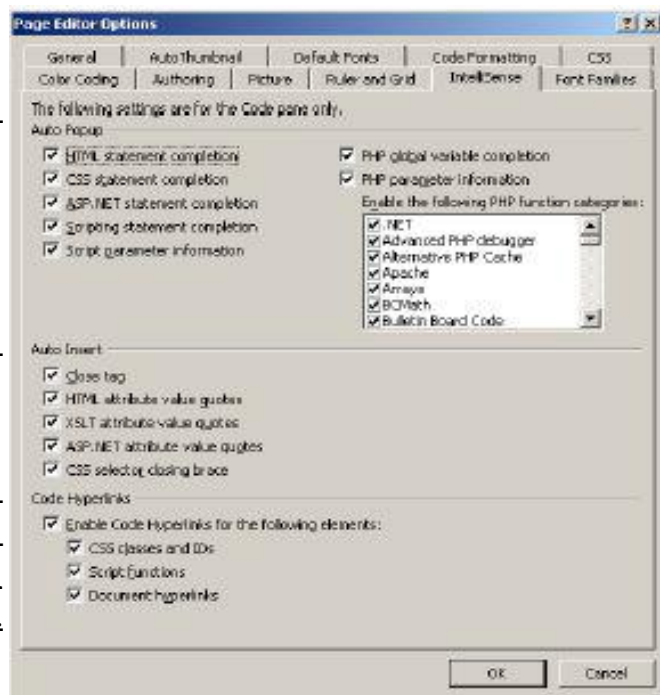 Page Editor Options
General AutoThumbnail Default Fonts Code Formatting CSS
Color Coding Authoring Picture Ruler and Grid IntelliSense Font Families
The following settings are for the Code pane only.
Auto Popup
HTML statement completion
CSS statement completion
ASP.NET statement completion
Scripting statement completion
Script parameter information
PHP global variable completion
PHP parameter information
Enable the following PHP function categories:
.NET
Advanced PHP debugger
Alternative PHP Cache
Apache
Arrays
BCMath
Bulletin Board Code
Auto Insert
Close tag
HTML attribute value quotes
XSLT attribute value quotes
ASP.NET attribute value quotes
CSS selector closing brace
Code Hyperlinks
Enable Code Hyperlinks for the following elements:
CSS classes and IDs
Script functions
Document hyperlinks
OK Cancel